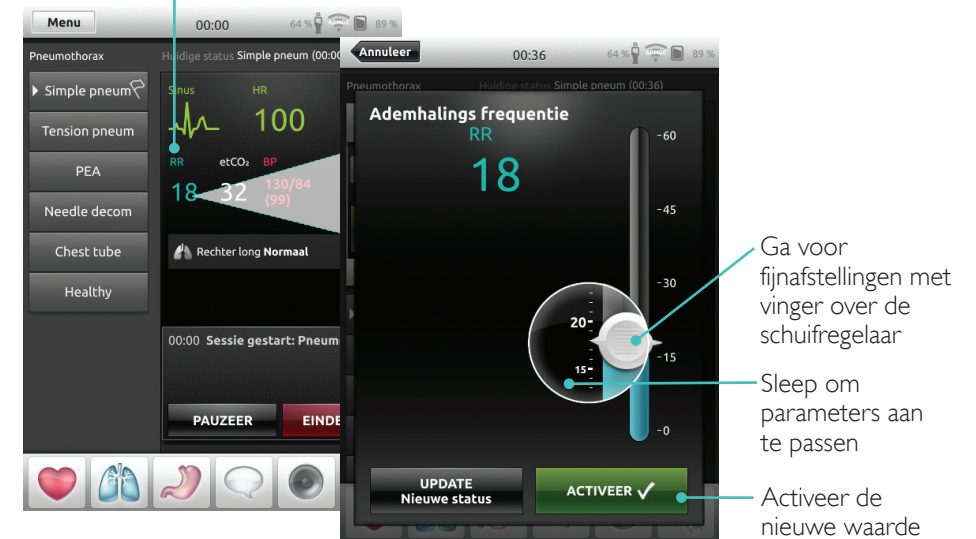 Menu
00:00
64 %
ADHOC
89 %
Pneumothorax
Huidige status Simple pneum (00:00
Simple pneum
Tension pneum
PEA
Needle decom
Chest tube
Healthy
Sinus
HR
100
RR
etCO₂
BP
18
32
130/84
(99)
Rechter long Normaal
00:00 Sessie gestart: Pneum
PAUZEER
EINDE
Annuleer
00:36
64 %
ADHOC
89 %
Pneumothorax
Huidige status Simple pneum (00:36)
Ademhalings frequentie
RR
18
-60
-45
-30
-15
-0
20-
15-
UPDATE
Nieuwe status
ACTIVEER ✓
Ga voor
fijnafstellingen met
vinger over de
schuifregelaar
Sleep om
parameters aan
te passen
Activeer de
nieuwe waarde